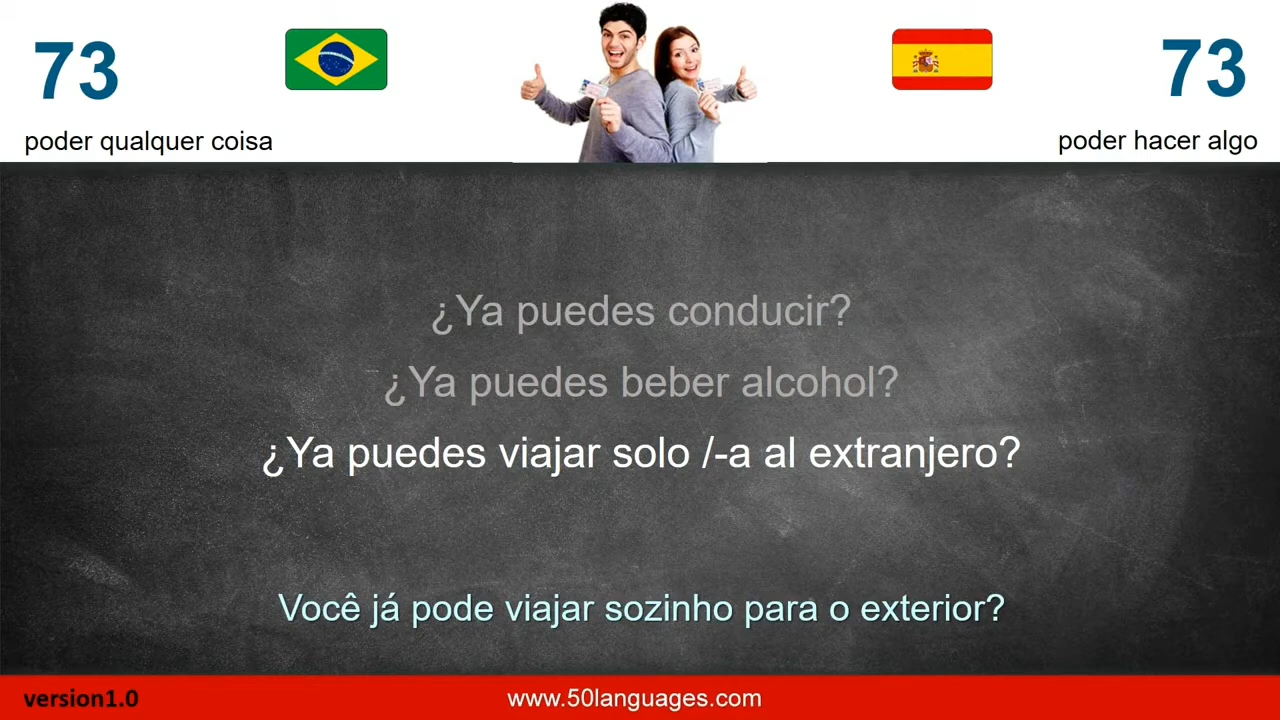 73
73
poder qualquer coisa
poder hacer algo
¿Ya puedes conducir?
¿Ya puedes beber alcohol?
¿Ya puedes viajar solo /-a al extranjero?
Você já pode viajar sozinho para o exterior?
version1.0
www.50languages.com